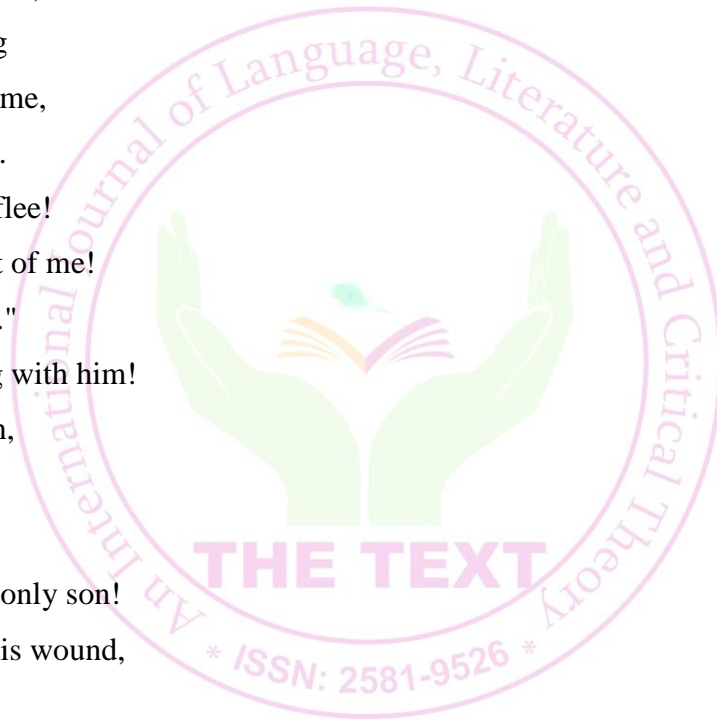 g
me,
.
flee!
t of me!
."
g with him!
n,
only son!
is wound,
An International Journal of Language, Literature and Critical Theory
THE TEXT
* ISSN: 2581-9526 *